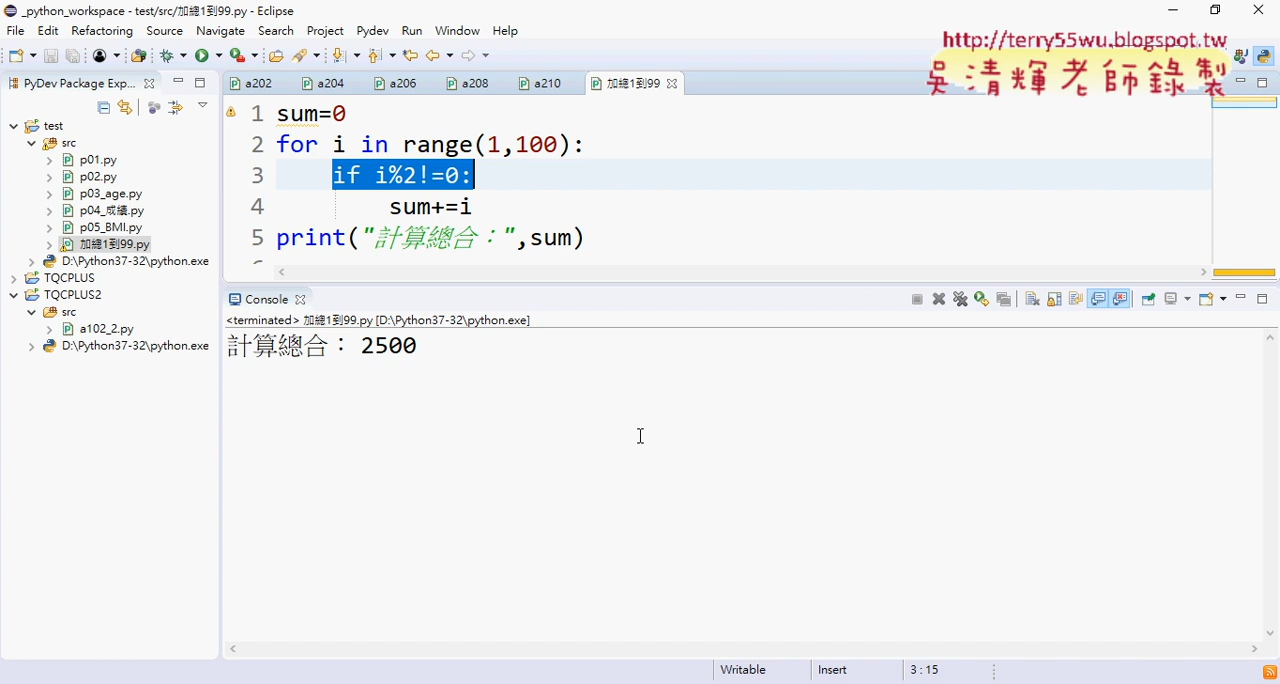 _python_workspace - test/src/加總1到99.py - Eclipse
File Edit Refactoring Source Navigate Search Project Pydev Run Window Help
http://terry55wu.blogspot.tw
吳清輝老師錄製
PyDev Package Exp...
a202 a204 a206 a208 a210 加總1到99
test
src
p01.py
p02.py
p03_age.py
p04_成績.py
p05_BMI.py
加總1到99.py
D:\Python37-32\python.exe
TQCPLUS
TQCPLUS2
src
a102_2.py
D:\Python37-32\python.exe
1 sum=0
2 for i in range(1,100):
3 if i%2!=0:
4 sum+=i
5 print("計算總合：",sum)
Console
<terminated> 加總1到99.py [D:\Python37-32\python.exe]
計算總合： 2500
Writable Insert 3 : 15